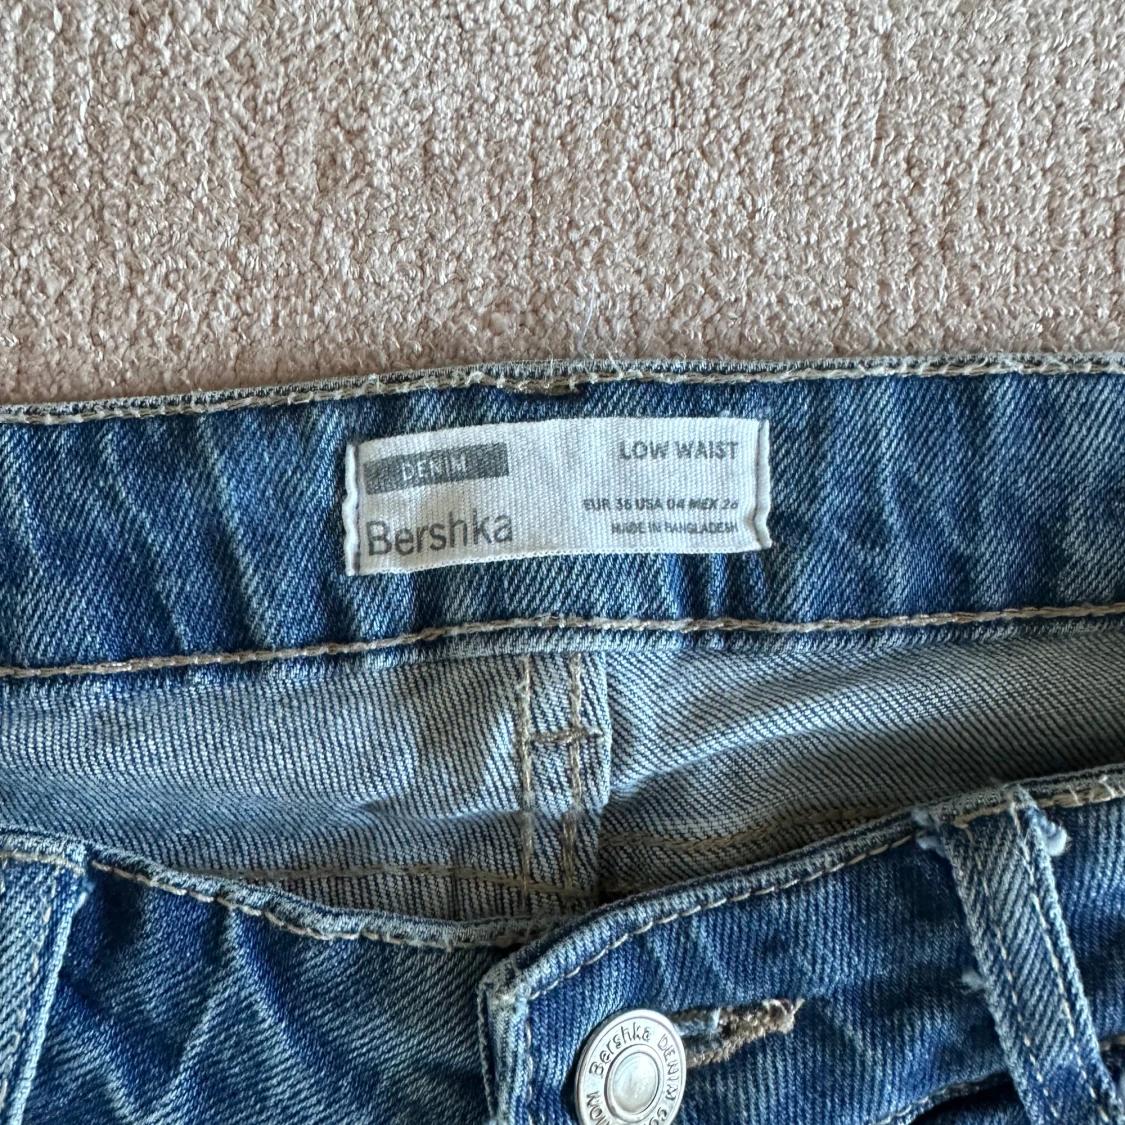 DENIM
Bershka
LOW WAIST
EUR 36 USA 04 MEX 26
MADE IN BANGLADESH
Bershka DENIM